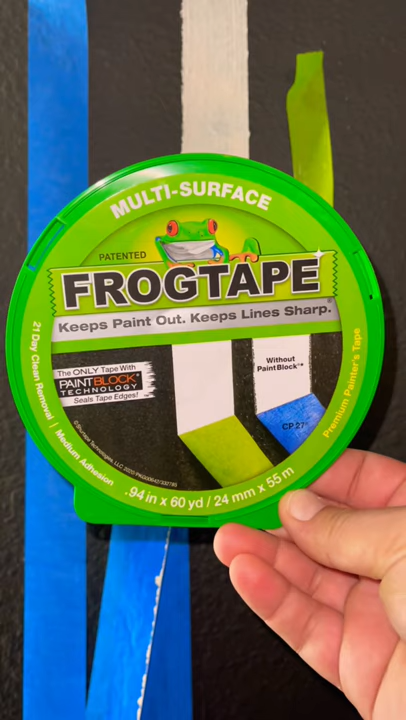 MULTI-SURFACE
PATENTED
FROGTAPE
Keeps Paint Out. Keeps Lines Sharp.®
The ONLY Tape With
PAINTBLOCK®
TECHNOLOGY
Seals Tape Edges!
Without
PaintBlock®*
CP 27®
21 Day Clean Removal | Medium Adhesion
Premium Painter's Tape
.94 in x 60 yd / 24 mm x 55 m